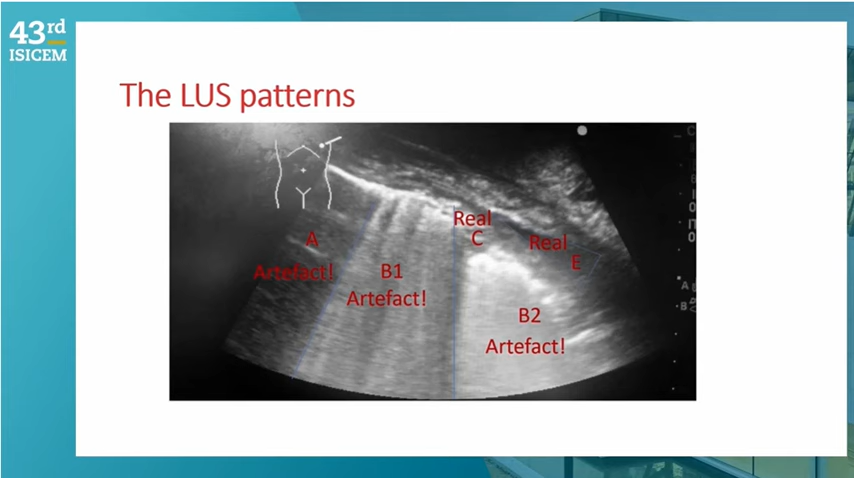 43rd
ISICEM
The LUS patterns
A
Artefact!
B1
Artefact!
Real
C
Real
E
B2
Artefact!
C
A
B